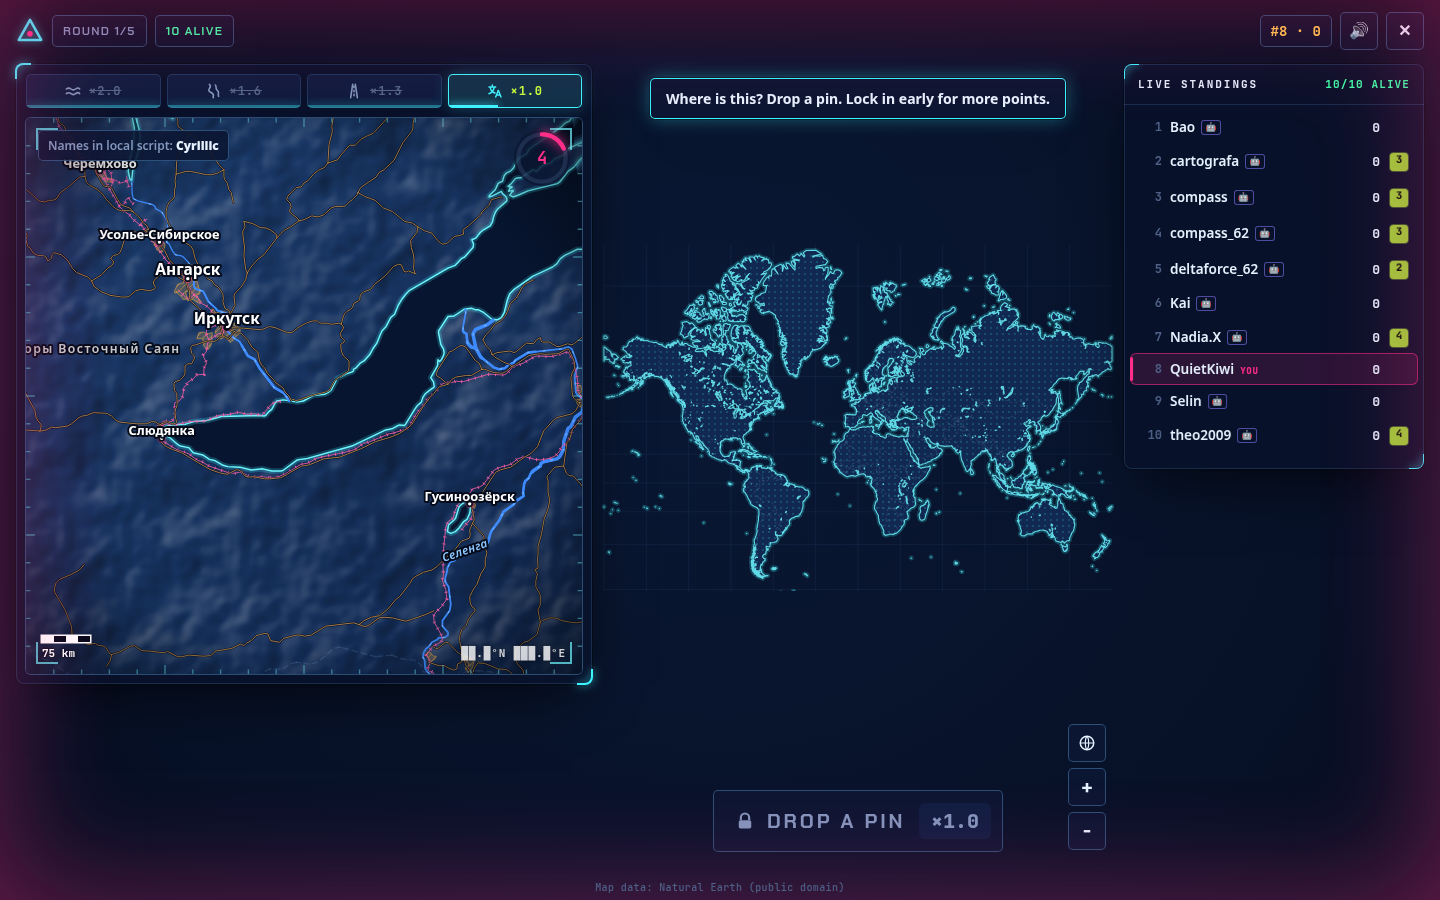 ROUND 1/5
10 ALIVE
#8 · 0
×2.0
×1.6
×1.3
×1.0
Where is this? Drop a pin. Lock in early for more points.
Names in local script: Cyrillic
4
Черемхово
Усолье-Сибирское
Ангарск
Иркутск
оры Восточный Саян
Слюдянка
Гусиноозёрск
Селенга
75 km
██.█°N ███.█°E
LIVE STANDINGS 10/10 ALIVE
1 Bao 0
2 cartografa 0 3
3 compass 0 3
4 compass_62 0 3
5 deltaforce_62 0 2
6 Kai 0
7 Nadia.X 0 4
8 QuietKiwi YOU 0
9 Selin 0
10 theo2009 0 4
+
-
DROP A PIN ×1.0
Map data: Natural Earth (public domain)